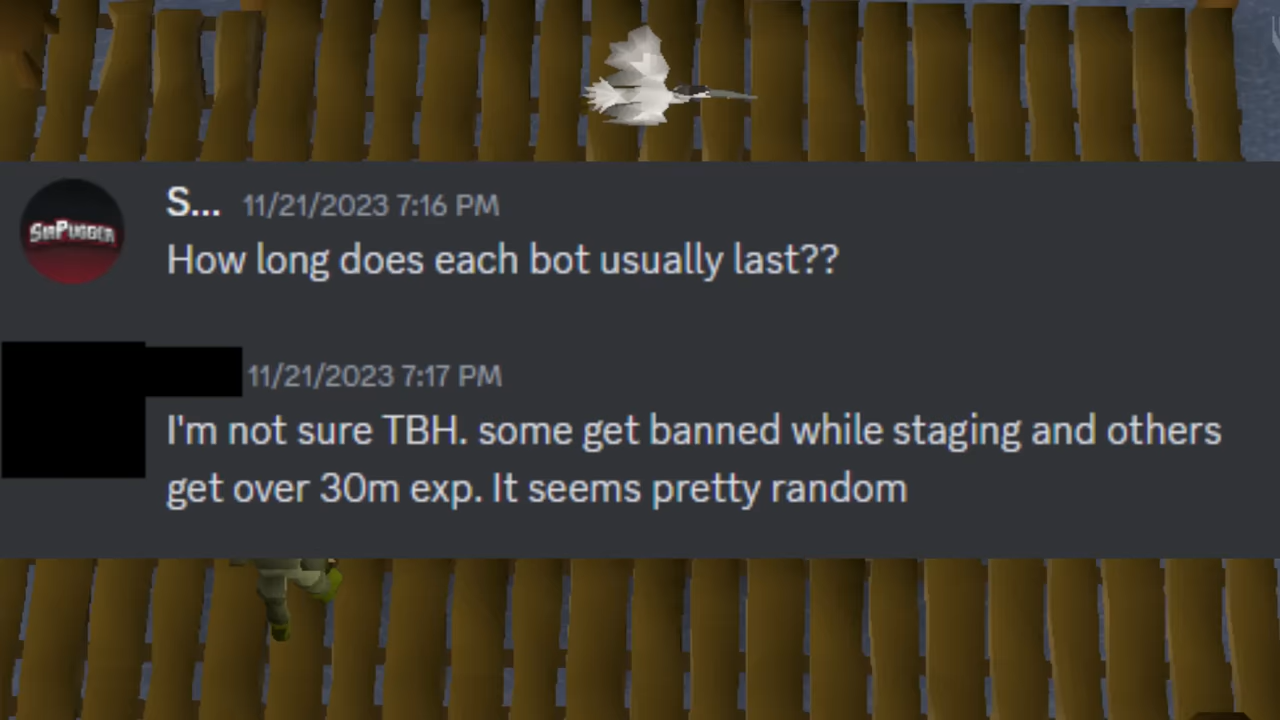 SirPugger
S... 11/21/2023 7:16 PM
How long does each bot usually last??
11/21/2023 7:17 PM
I'm not sure TBH. some get banned while staging and others
get over 30m exp. It seems pretty random